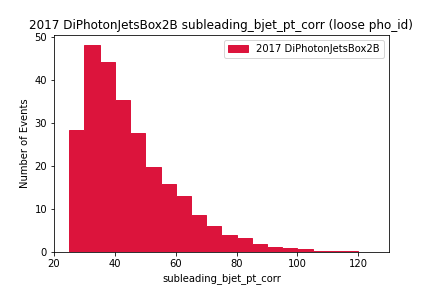 2017 DiPhotonJetsBox2B subleading_bjet_pt_corr (loose pho_id)
2017 DiPhotonJetsBox2B
Number of Events
50
40
30
20
10
0
20 40 60 80 100 120
subleading_bjet_pt_corr